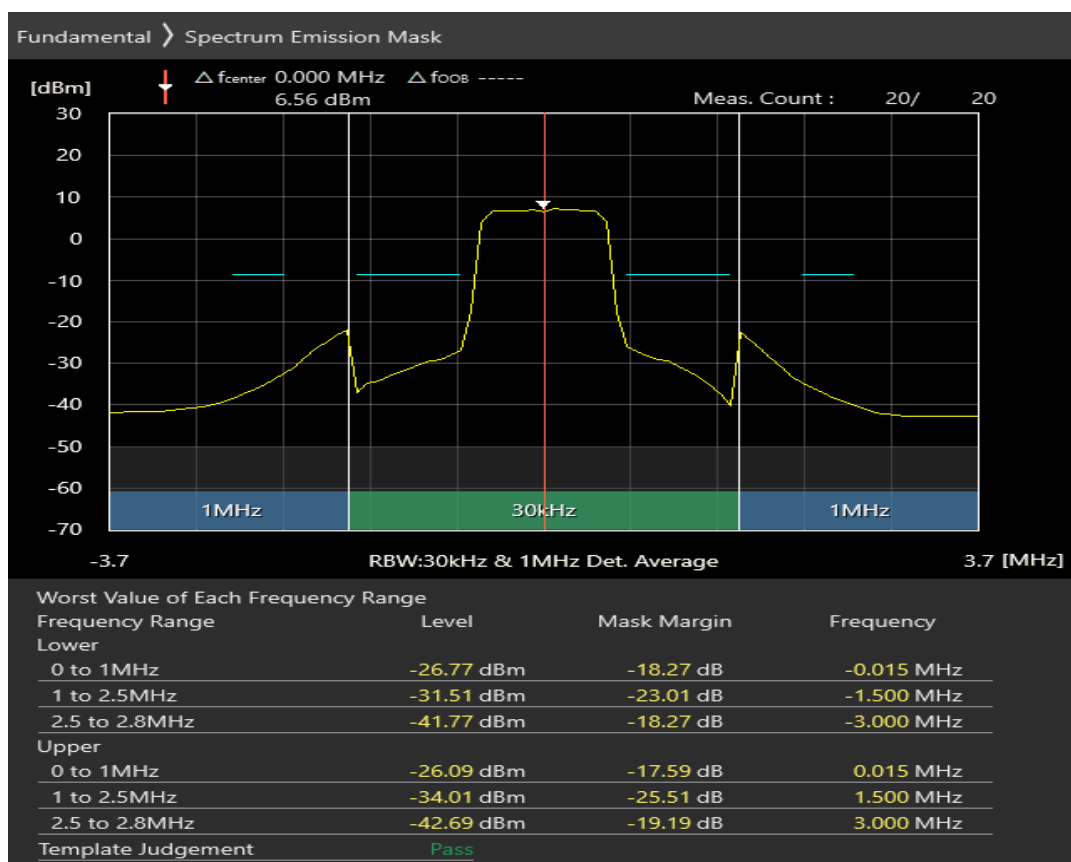 Fundamental 〉 Spectrum Emission Mask
△ fcenter 0.000 MHz △ fOOB -----
[dBm]
6.56 dBm Meas. Count : 20/ 20
30
20
10
0
-10
-20
-30
-40
-50
-60
-70
1MHz 30kHz 1MHz
-3.7 RBW:30kHz & 1MHz Det. Average 3.7 [MHz]
Worst Value of Each Frequency Range
Frequency Range Level Mask Margin Frequency
Lower
0 to 1MHz -26.77 dBm -18.27 dB -0.015 MHz
1 to 2.5MHz -31.51 dBm -23.01 dB -1.500 MHz
2.5 to 2.8MHz -41.77 dBm -18.27 dB -3.000 MHz
Upper
0 to 1MHz -26.09 dBm -17.59 dB 0.015 MHz
1 to 2.5MHz -34.01 dBm -25.51 dB 1.500 MHz
2.5 to 2.8MHz -42.69 dBm -19.19 dB 3.000 MHz
Template Judgement Pass